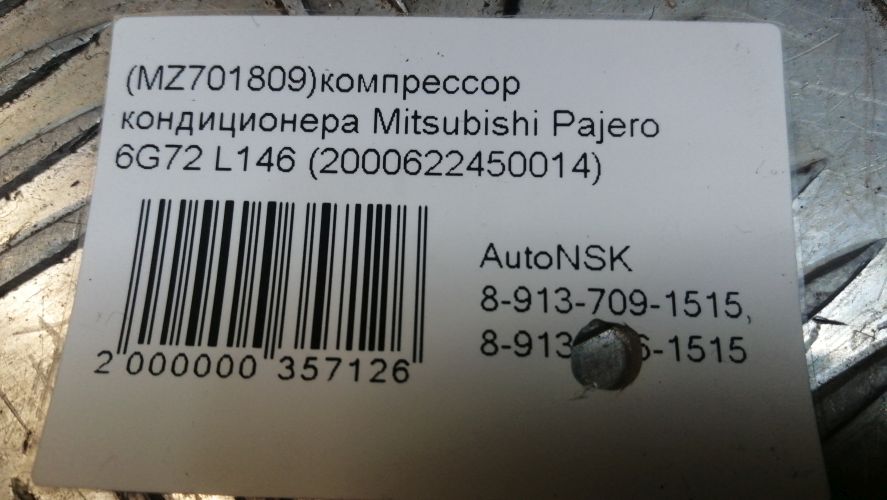 (MZ701809)компрессор
кондиционера Mitsubishi Pajero
6G72 L146 (2000622450014)
AutoNSK
8-913-709-1515,
2 000000 357126